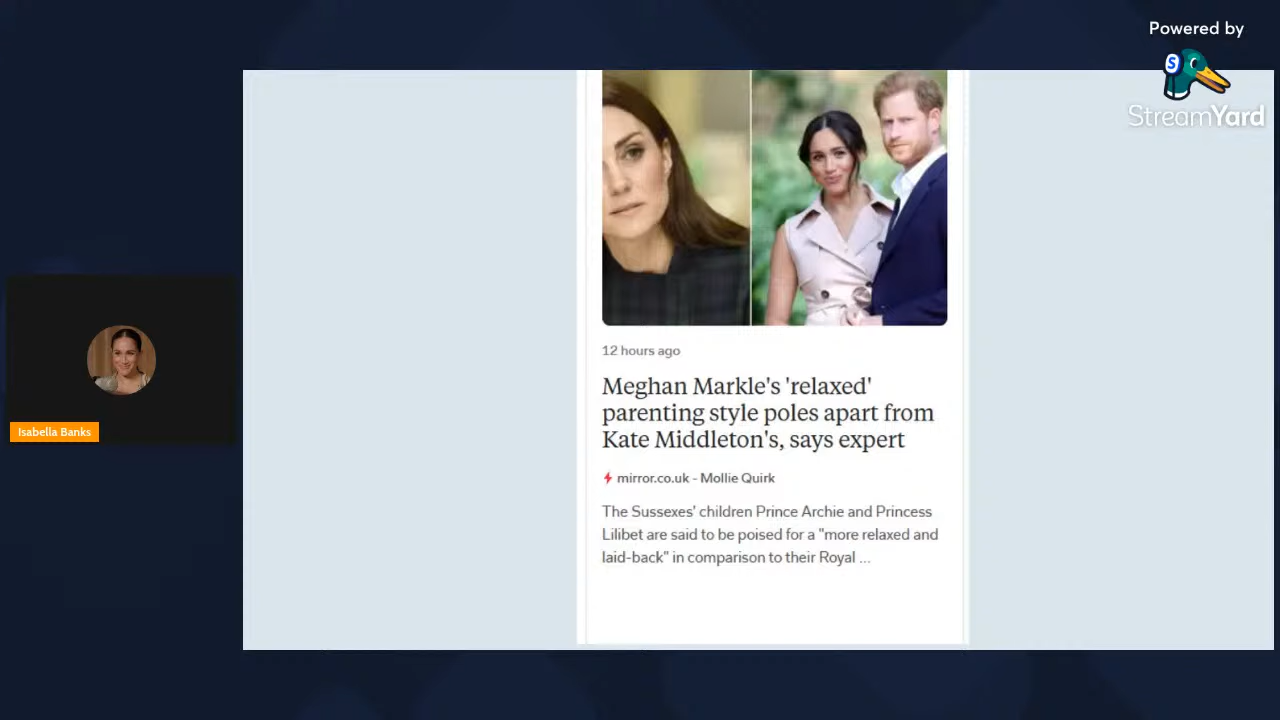 Powered by
StreamYard
12 hours ago
Meghan Markle's 'relaxed'
parenting style poles apart from
Kate Middleton's, says expert
mirror.co.uk - Mollie Quirk
The Sussexes' children Prince Archie and Princess
Lilibet are said to be poised for a "more relaxed and
laid-back" in comparison to their Royal ...
Isabella Banks
S